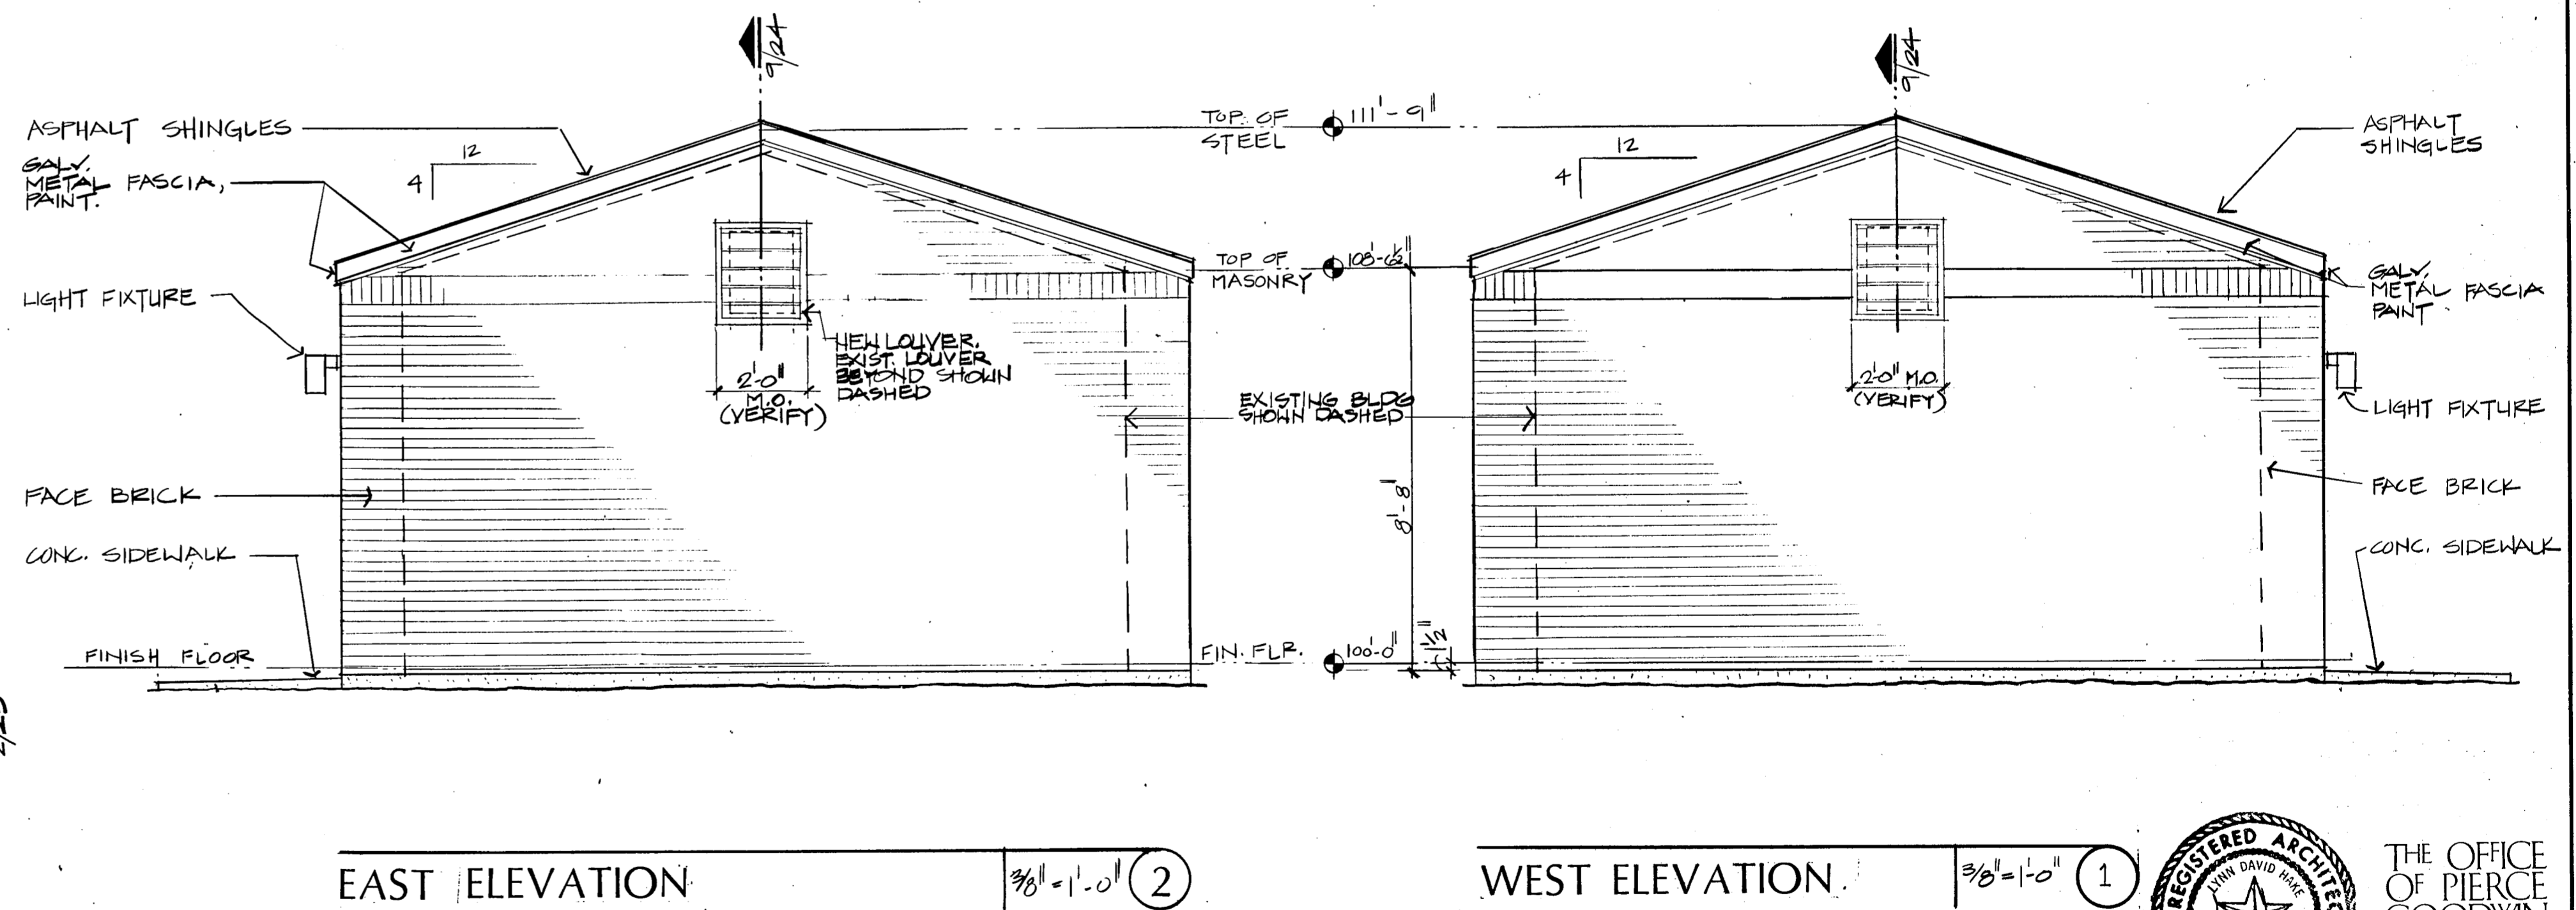 9/24
9/24
ASPHALT SHINGLES
GALV.
METAL FASCIA,
PAINT.
12
4
LIGHT FIXTURE
FACE BRICK
CONC. SIDEWALK
FINISH FLOOR
2'-0"
M.O.
(VERIFY)
NEW LOUVER.
EXIST. LOUVER
BEYOND SHOWN
DASHED
TOP OF
STEEL
111'-9"
TOP OF
MASONRY
108'-6½"
EXISTING BLDG
SHOWN DASHED
8'-8"
1½"
FIN. FLR.
100'-0"
12
4
2'-0" M.O.
(VERIFY)
ASPHALT
SHINGLES
GALV.
METAL FASCIA
PAINT
LIGHT FIXTURE
FACE BRICK
CONC. SIDEWALK
EAST ELEVATION
3/8" = 1'-0"
2
WEST ELEVATION.
3/8" = 1'-0"
1
REGISTERED ARCHITE
LYNN DAVID HAKE
THE OFFICE
OF PIERCE
GOODWIN